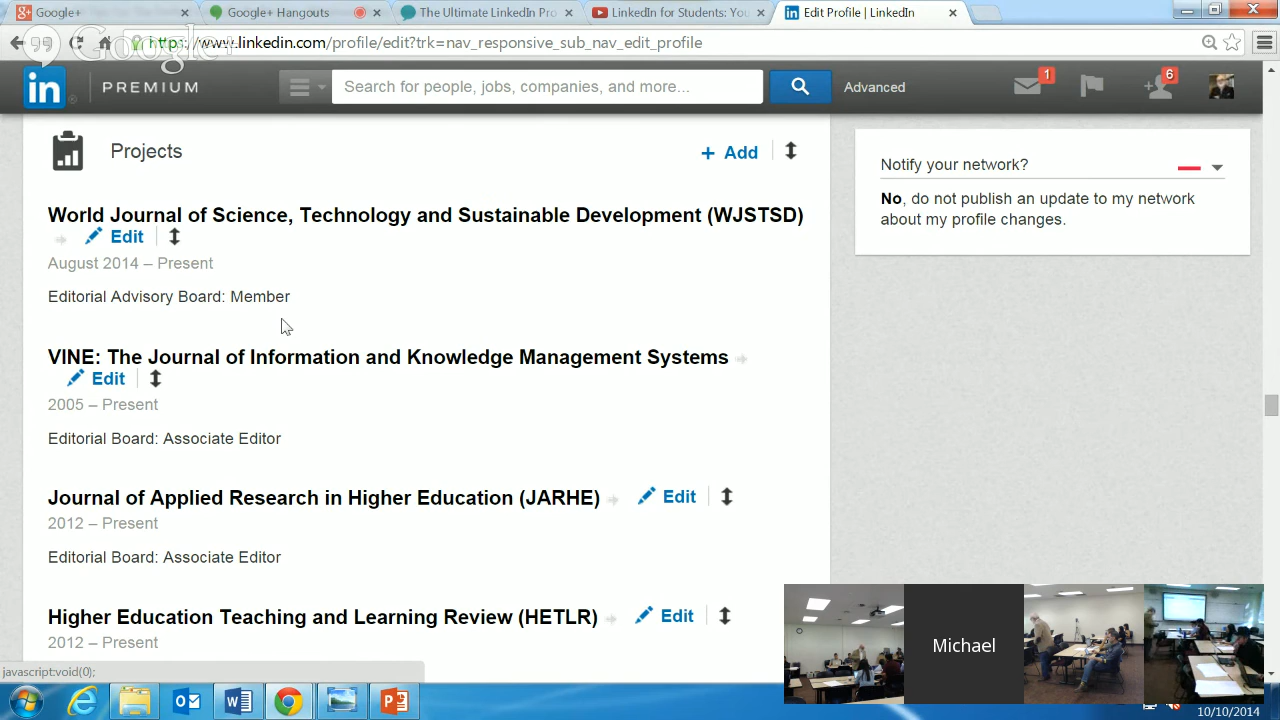 Google+
Google+ Hangouts
The Ultimate LinkedIn Pro
LinkedIn for Students: You
Edit Profile | LinkedIn
Google+
https://www.linkedin.com/profile/edit?trk=nav_responsive_sub_nav_edit_profile
in
PREMIUM
Search for people, jobs, companies, and more...
Advanced
1
6
Projects
+ Add
Notify your network?
No, do not publish an update to my network
about my profile changes.
World Journal of Science, Technology and Sustainable Development (WJSTSD)
Edit
August 2014 – Present
Editorial Advisory Board: Member
VINE: The Journal of Information and Knowledge Management Systems
Edit
2005 – Present
Editorial Board: Associate Editor
Journal of Applied Research in Higher Education (JARHE)
Edit
2012 – Present
Editorial Board: Associate Editor
Higher Education Teaching and Learning Review (HETLR)
Edit
2012 – Present
Michael
javascript:void(0);
10/10/2014